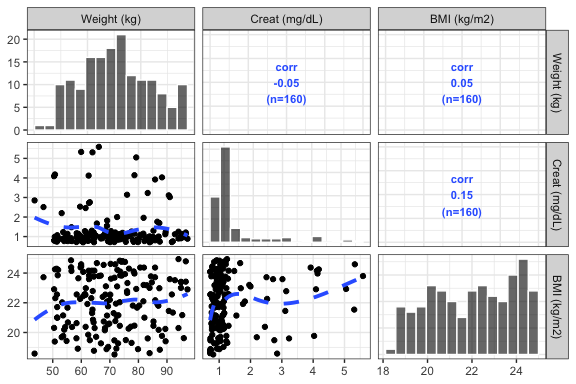 Weight (kg) Creat (mg/dL) BMI (kg/m2)
20
15
10
5
0
corr
-0.05
(n=160)
corr
0.05
(n=160)
Weight (kg)
5
4
3
2
1
corr
0.15
(n=160)
Creat (mg/dL)
24
22
20
BMI (kg/m2)
50 60 70 80 90 1 2 3 4 5 18 20 22 24